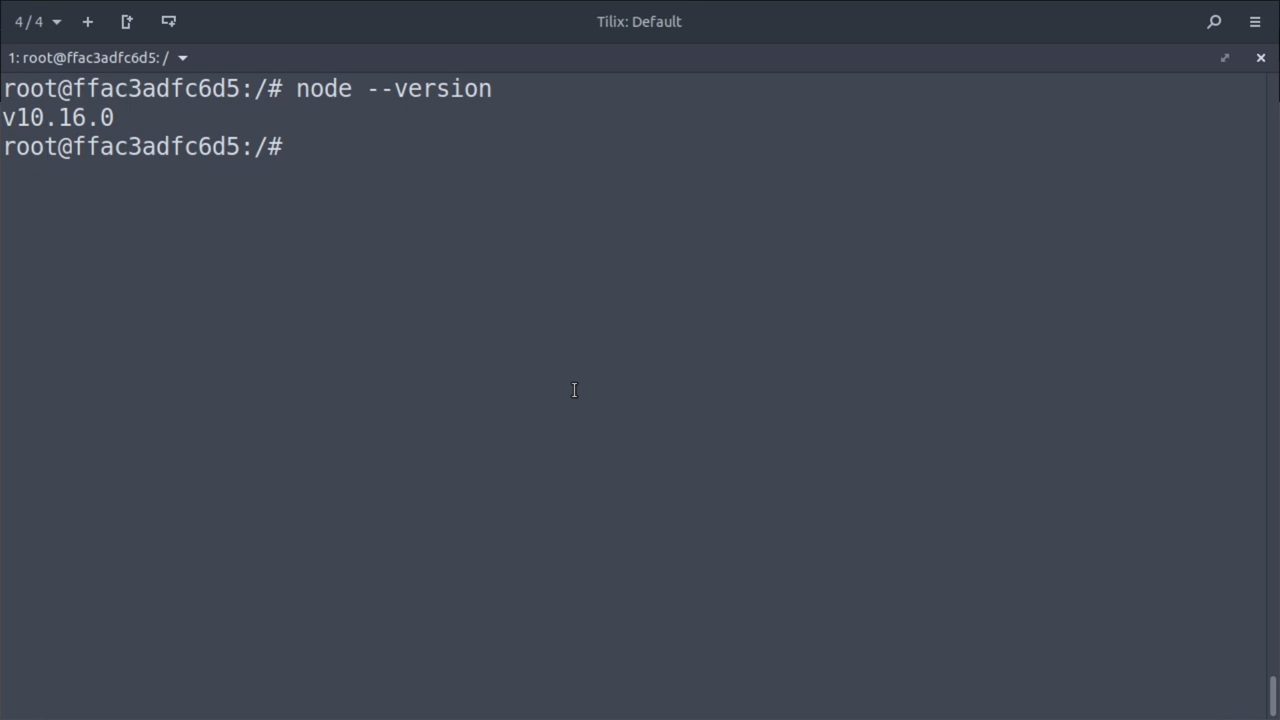 4 / 4
Tilix: Default
1: root@ffac3adfc6d5: /
root@ffac3adfc6d5:/# node --version
v10.16.0
root@ffac3adfc6d5:/#